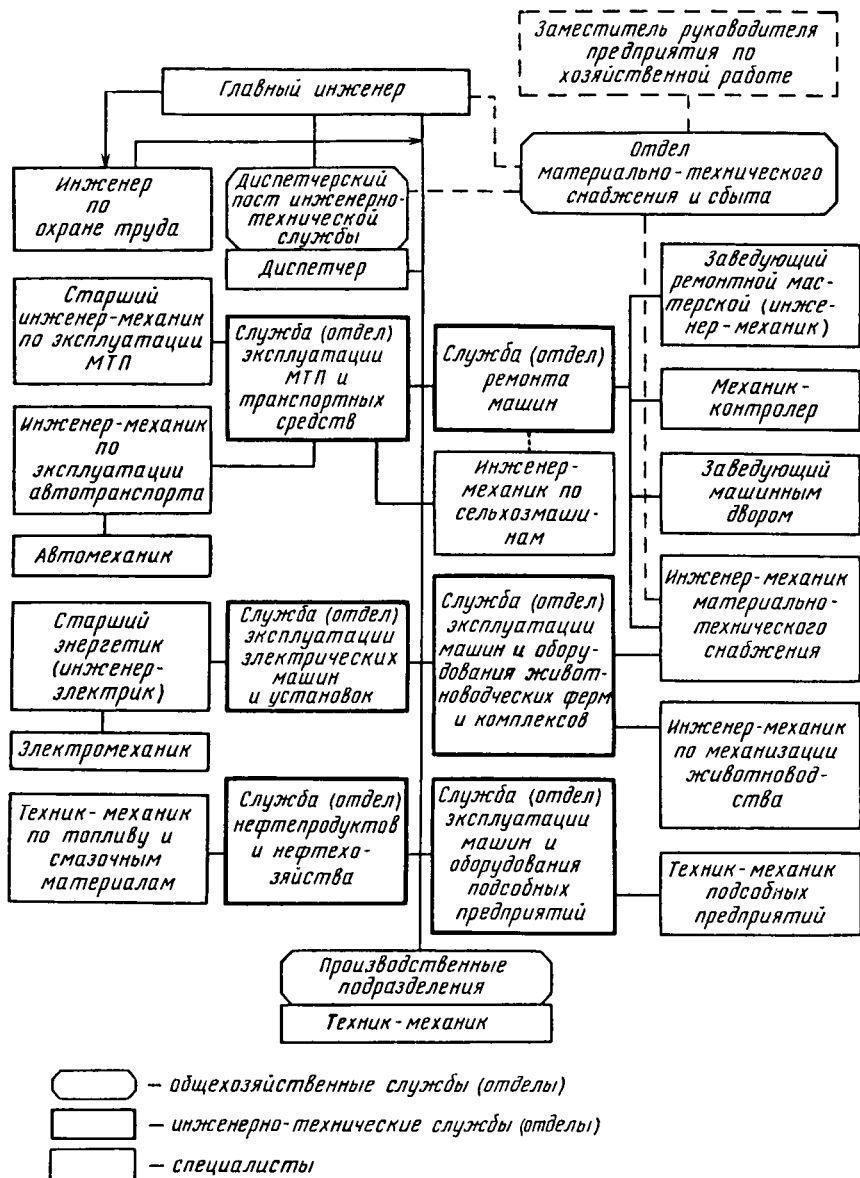 Заместитель руководителя
предприятия по
хозяйственной работе
Главный инженер
Отдел
материально-технического
снабжения и сбыта
Инженер
по
охране труда
Диспетчерский
пост инженерно-
технической
службы
Диспетчер
Старший
инженер-механик
по эксплуатации
МТП
Служба (отдел)
эксплуатации
МТП и
транспортных
средств
Служба (отдел)
ремонта
машин
Заведующий
ремонтной мас-
терской (инже-
нер-механик)
Механик-
контролер
Инженер-механик
по
эксплуатации
автотранспорта
Автомеханик
Инженер-
механик по
сельхозмаши-
нам
Заведующий
машинным
двором
Инженер-механик
материально-
технического
снабжения
Старший
энергетик
(инженер-
электрик)
Электромеханик
Служба (отдел)
эксплуатации
электрических
машин
и установок
Служба (отдел)
эксплуатации
машин и обору-
дования живот-
новодческих ферм
и комплексов
Инженер-механик
по механизации
животновод-
ства
Техник-механик
по топливу и
смазочным
материалам
Служба (отдел)
нефтепродуктов
и нефтехо-
зяйства
Служба (отдел)
эксплуатации
машин и
оборудования
подсобных
предприятий
Техник-механик
подсобных
предприятий
Производственные
подразделения
Техник-механик
– общехозяйственные службы (отделы)
– инженерно-технические службы (отделы)
– специалисты